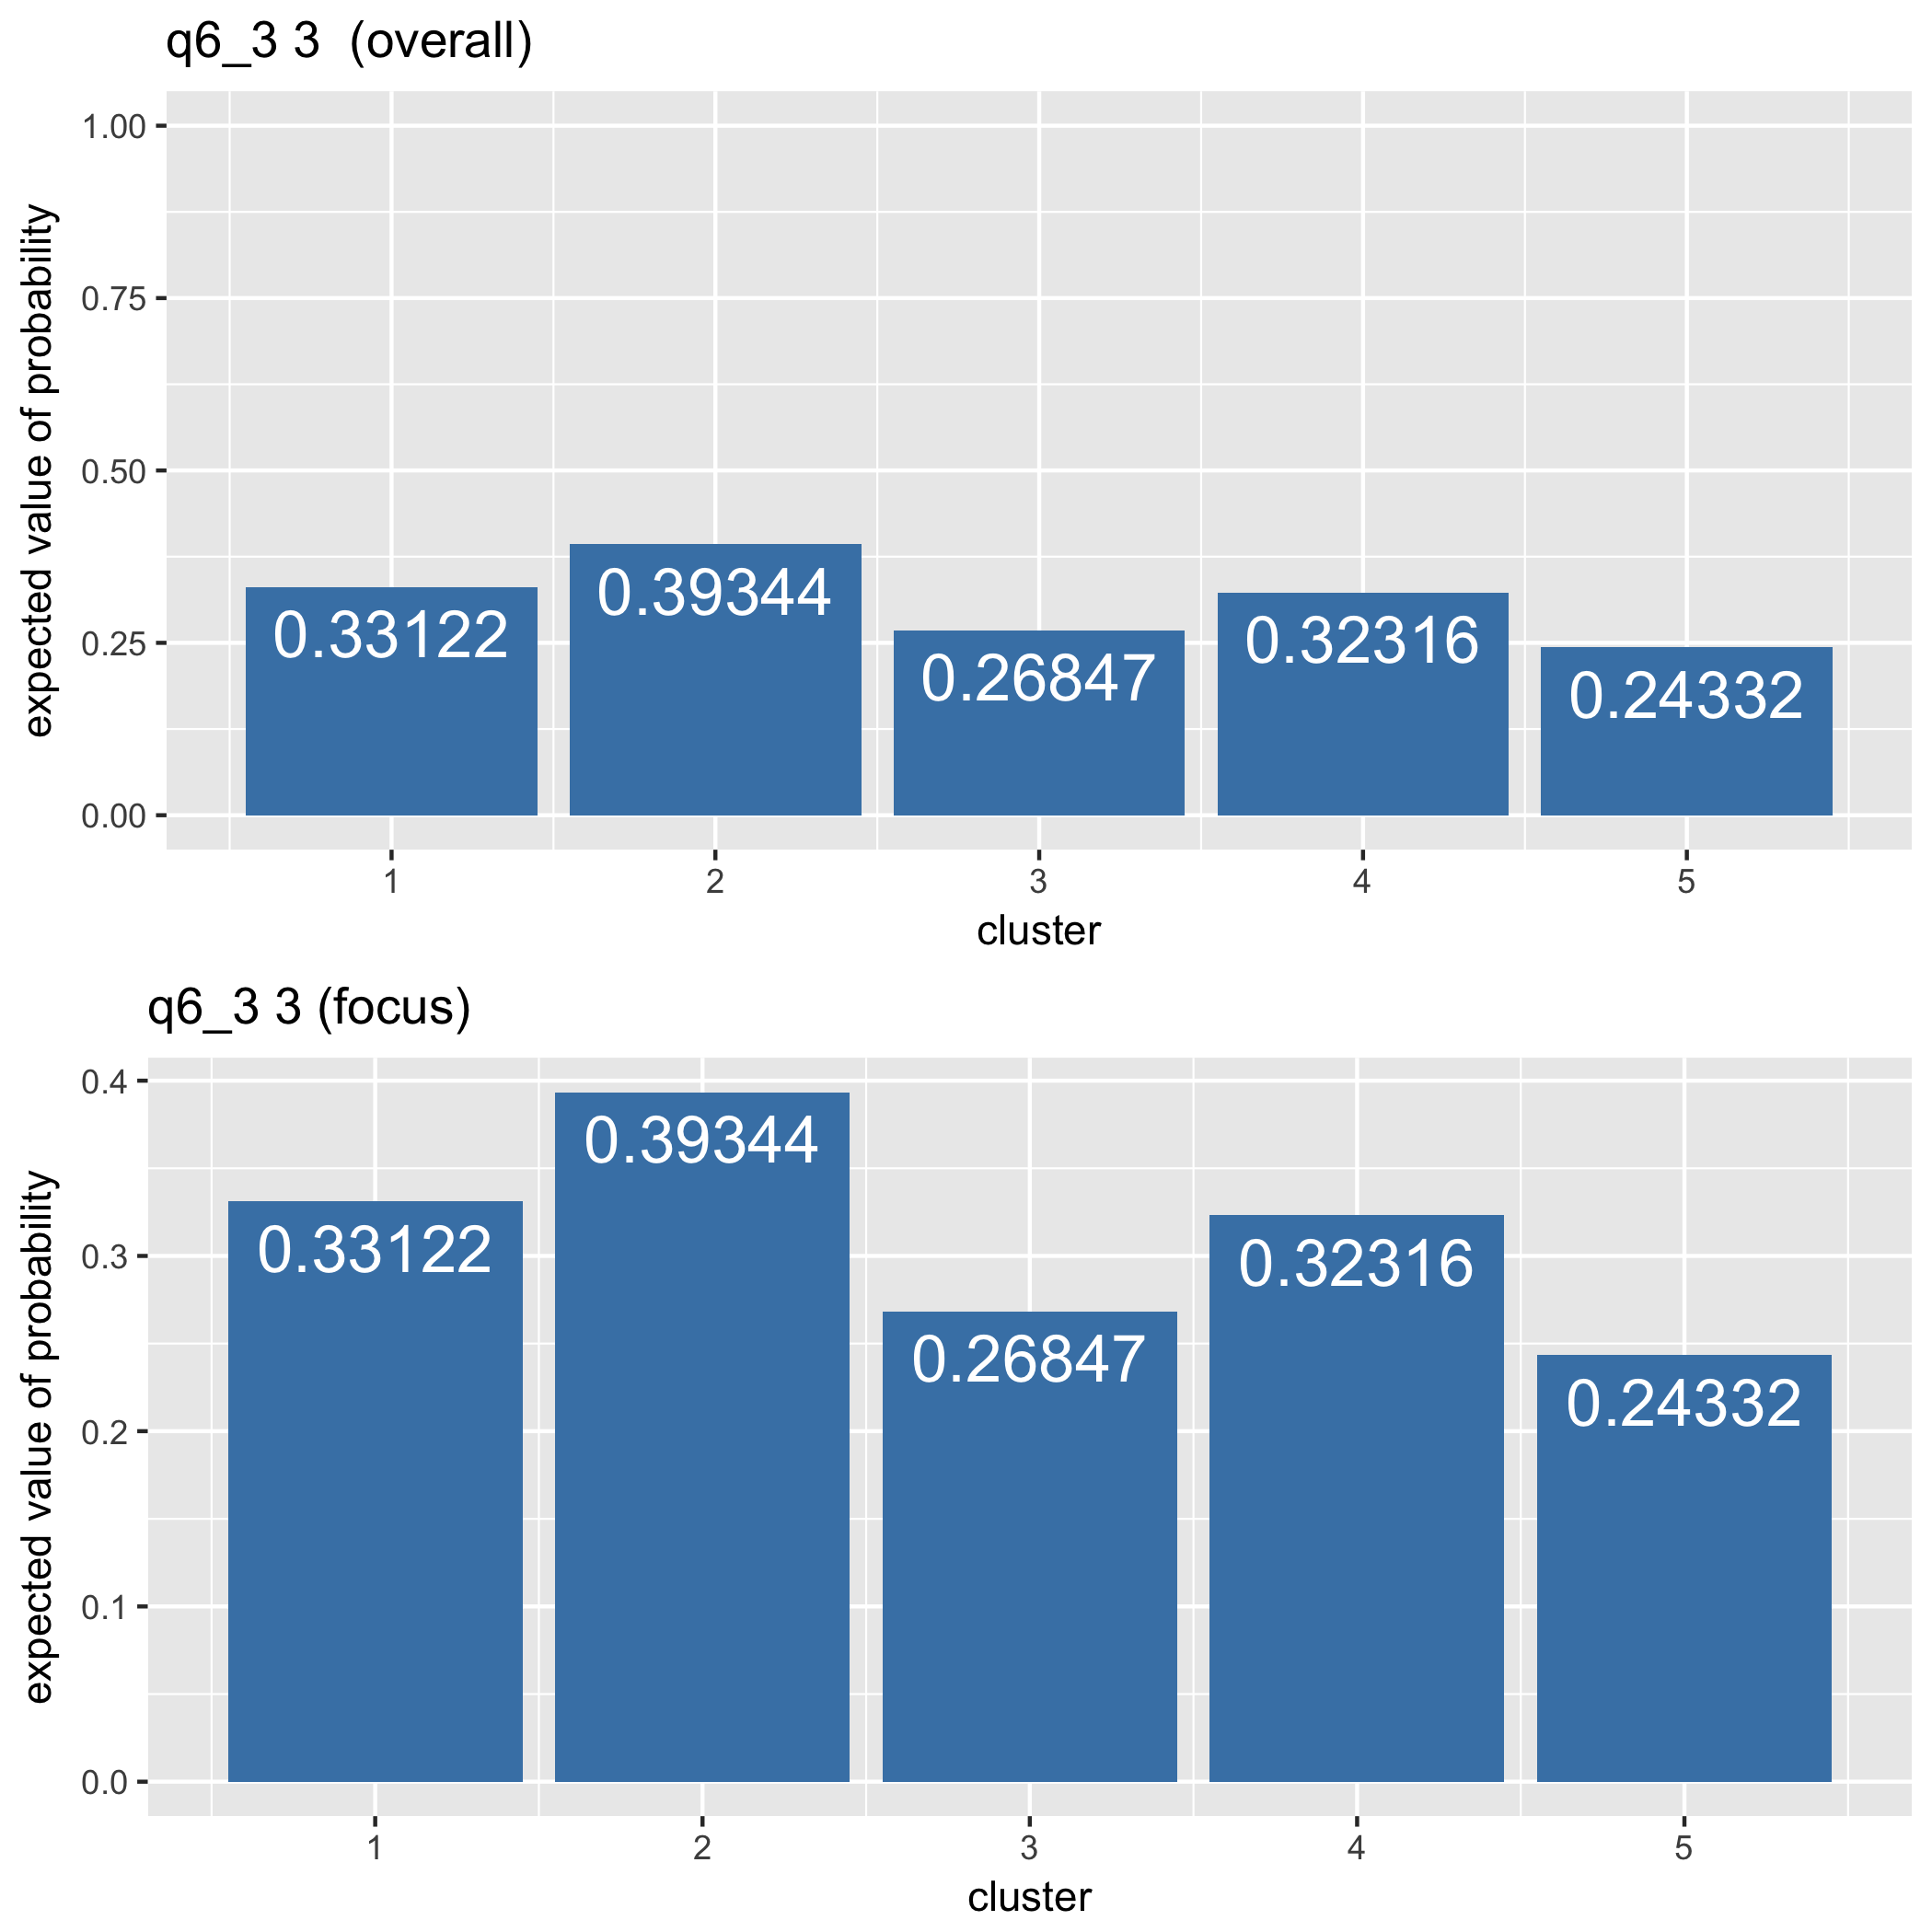 q6_3 3  (overall)
expected value of probability
1.00
0.75
0.50
0.25
0.00
0.33122
0.39344
0.26847
0.32316
0.24332
1 2 3 4 5
cluster
q6_3 3 (focus)
expected value of probability
0.4
0.3
0.2
0.1
0.0
0.33122
0.39344
0.26847
0.32316
0.24332
1 2 3 4 5
cluster